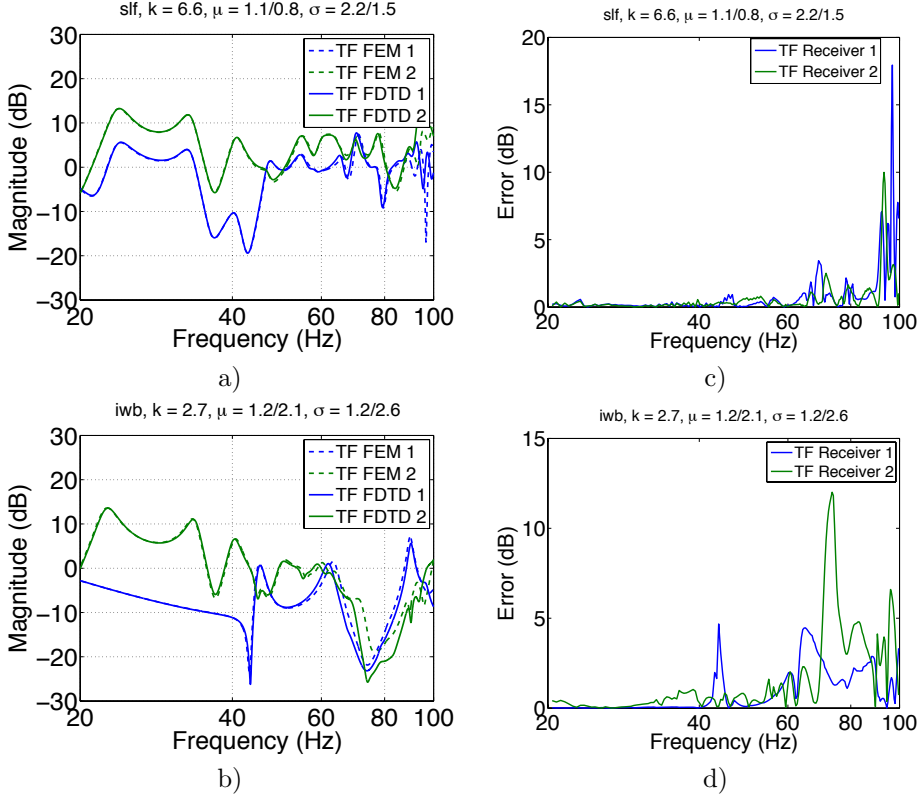 slf, k = 6.6, μ = 1.1/0.8, σ = 2.2/1.5
30
20
10
0
−10
−20
−30
Magnitude (dB)
TF FEM 1
TF FEM 2
TF FDTD 1
TF FDTD 2
20 40 60 80 100
Frequency (Hz)
a)
slf, k = 6.6, μ = 1.1/0.8, σ = 2.2/1.5
20
15
10
5
0
Error (dB)
TF Receiver 1
TF Receiver 2
20 40 60 80 100
Frequency (Hz)
c)
iwb, k = 2.7, μ = 1.2/2.1, σ = 1.2/2.6
30
20
10
0
−10
−20
−30
Magnitude (dB)
TF FEM 1
TF FEM 2
TF FDTD 1
TF FDTD 2
20 40 60 80 100
Frequency (Hz)
b)
iwb, k = 2.7, μ = 1.2/2.1, σ = 1.2/2.6
15
10
5
0
Error (dB)
TF Receiver 1
TF Receiver 2
20 40 60 80 100
Frequency (Hz)
d)